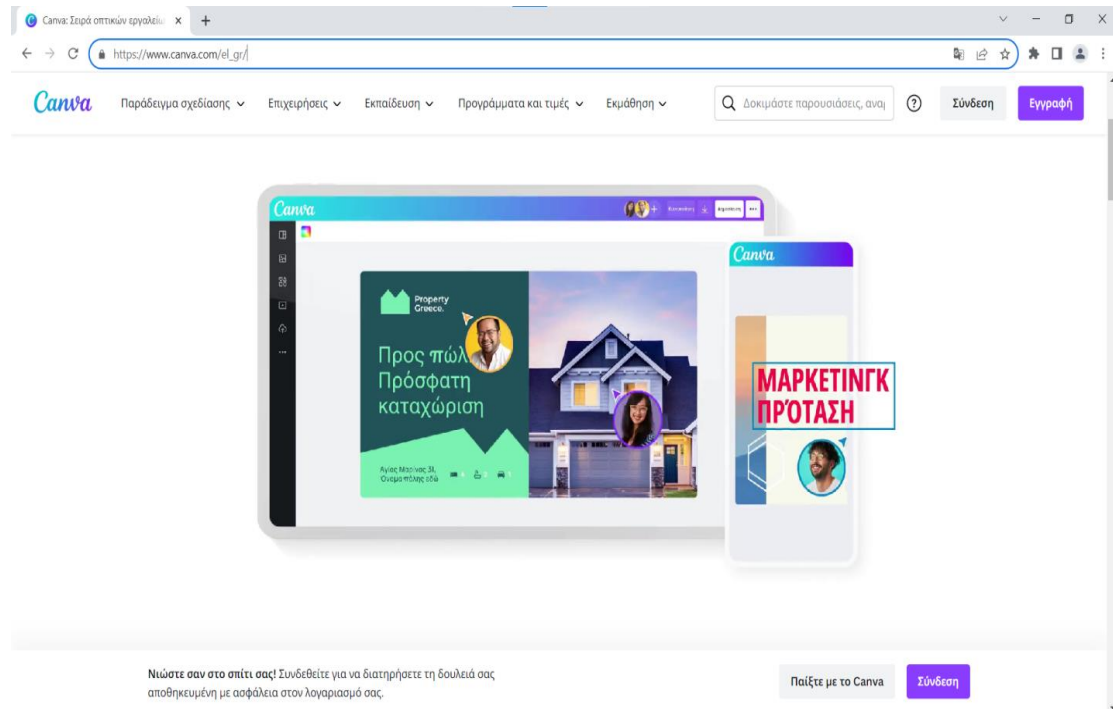 Canva: Σειρά οπτικών εργαλείω
https://www.canva.com/el_gr/
Canva Παράδειγμα σχεδίασης Επιχειρήσεις Εκπαίδευση Προγράμματα και τιμές Εκμάθηση Δοκιμάστε παρουσιάσεις, αναρ Σύνδεση Εγγραφή
Canva
Canva
Property
Greece.
Προς πώλ
Πρόσφατη
καταχώριση
ΜΑΡΚΕΤΙΝΓΚ
ΠΡΌΤΑΣΗ
Αγίας Μαρίνας 31,
Όνομα πόλης εδώ
Νιώστε σαν στο σπίτι σας! Συνδεθείτε για να διατηρήσετε τη δουλειά σας
αποθηκευμένη με ασφάλεια στον λογαριασμό σας.
Παίξτε με το Canva Σύνδεση